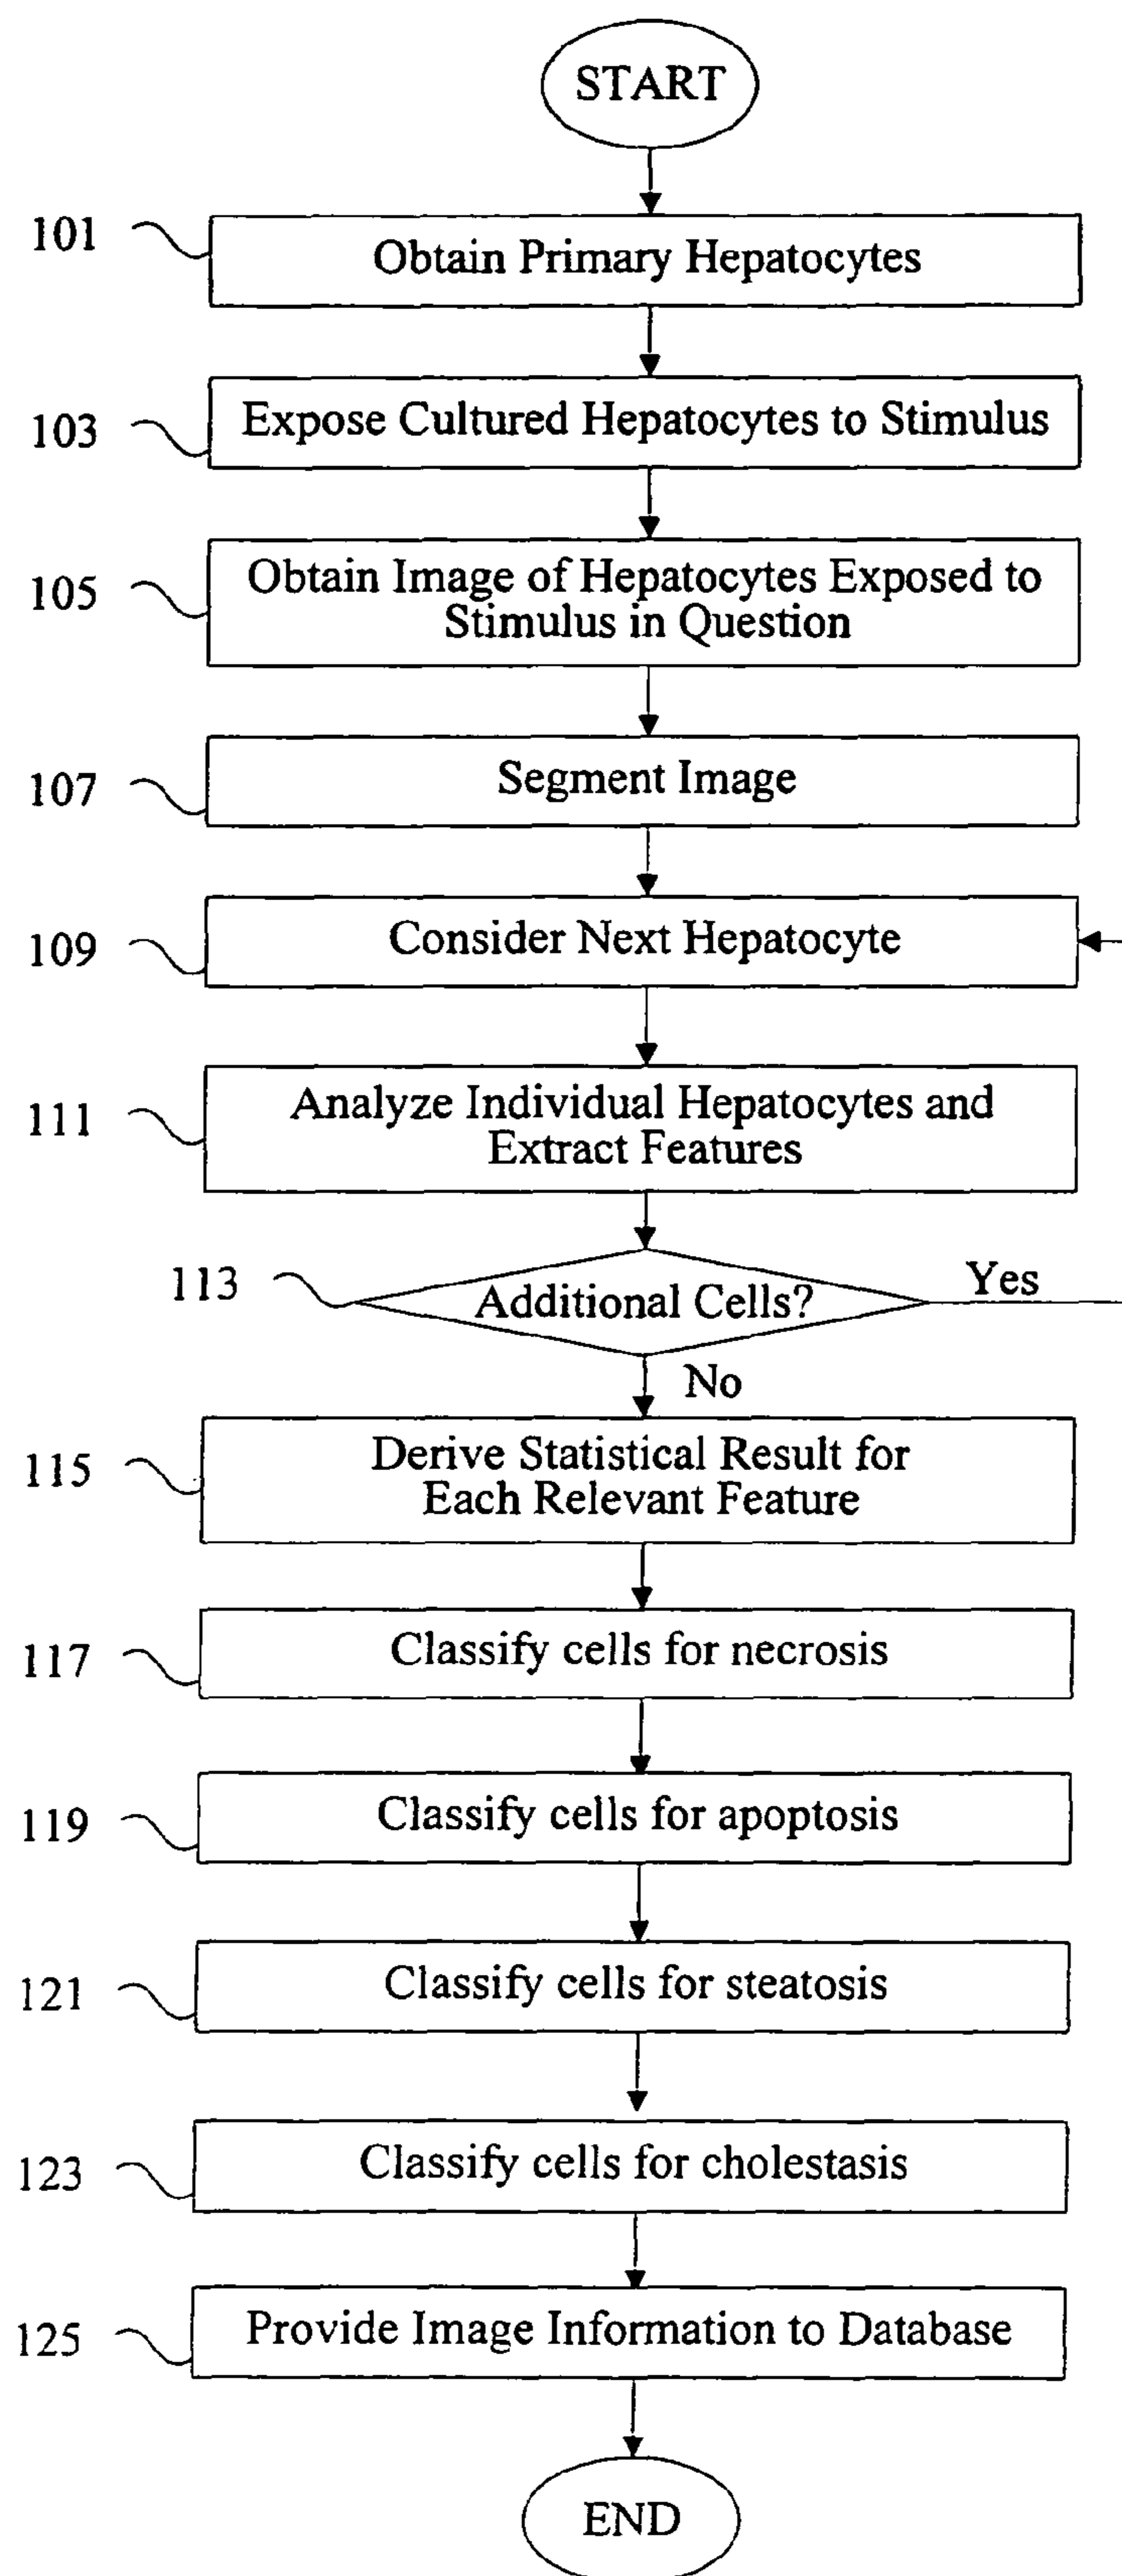 START
101
Obtain Primary Hepatocytes
103
Expose Cultured Hepatocytes to Stimulus
105
Obtain Image of Hepatocytes Exposed to
Stimulus in Question
107
Segment Image
109
Consider Next Hepatocyte
111
Analyze Individual Hepatocytes and
Extract Features
113
Additional Cells?
Yes
No
115
Derive Statistical Result for
Each Relevant Feature
117
Classify cells for necrosis
119
Classify cells for apoptosis
121
Classify cells for steatosis
123
Classify cells for cholestasis
125
Provide Image Information to Database
END